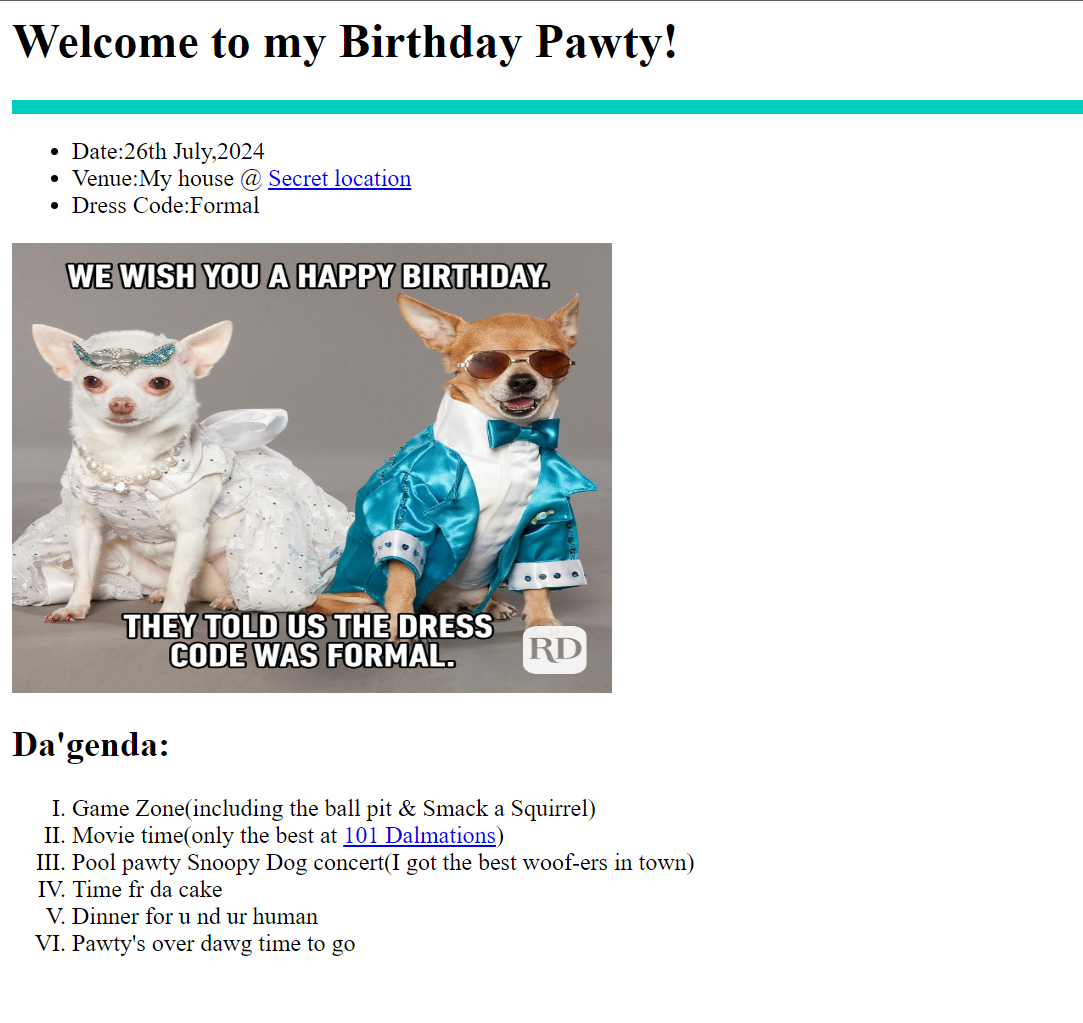 Welcome to my Birthday Pawty!
• Date:26th July,2024
• Venue:My house @ Secret location
• Dress Code:Formal
WE WISH YOU A HAPPY BIRTHDAY.
THEY TOLD US THE DRESS
CODE WAS FORMAL.
RD
Da'genda:
I. Game Zone(including the ball pit & Smack a Squirrel)
II. Movie time(only the best at 101 Dalmations)
III. Pool pawty Snoopy Dog concert(I got the best woof-ers in town)
IV. Time fr da cake
V. Dinner for u nd ur human
VI. Pawty's over dawg time to go